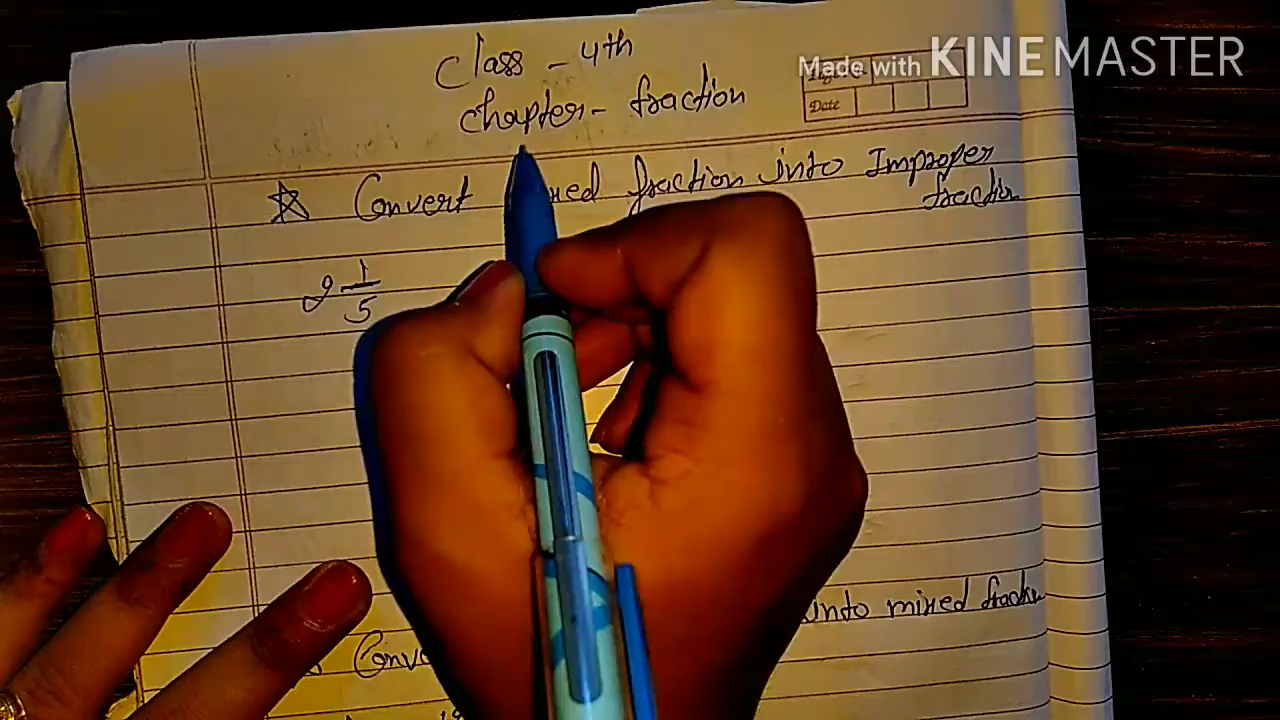 Class - 4th
Made with KINEMASTER
Chapter - fraction
Date
Convert fraction into Improper
fraction
2 1/5
into mixed fraction
Conve